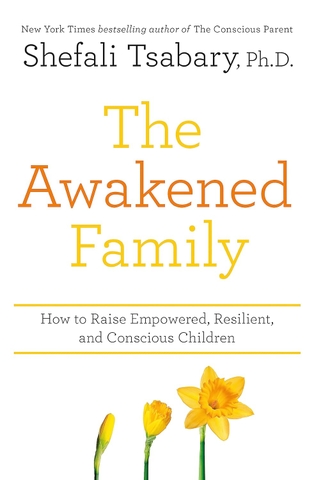 New York Times bestselling author of The Conscious Parent
Shefali Tsabary, Ph.D.
The
Awakened
Family
How to Raise Empowered, Resilient,
and Conscious Children